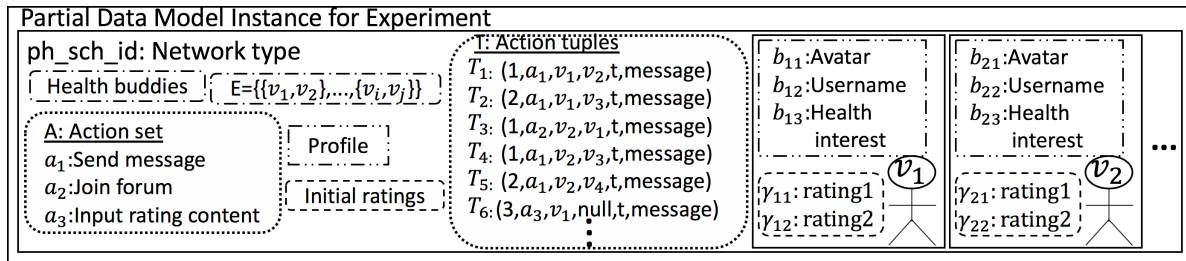 Partial Data Model Instance for Experiment
ph_sch_id: Network type
Health buddies
E={{v₁,v₂},...,{vᵢ,vⱼ}}
A: Action set
a₁:Send message
a₂:Join forum
a₃:Input rating content
Profile
Initial ratings
T: Action tuples
T₁: (1,a₁,v₁,v₂,t,message)
T₂: (2,a₁,v₁,v₃,t,message)
T₃: (1,a₂,v₂,v₁,t,message)
T₄: (1,a₁,v₂,v₃,t,message)
T₅: (2,a₁,v₂,v₄,t,message)
T₆:(3,a₃,v₁,null,t,message)
⋮
b₁₁:Avatar
b₁₂:Username
b₁₃:Health
interest
v₁
γ₁₁: rating1
γ₁₂: rating2
b₂₁:Avatar
b₂₂:Username
b₂₃:Health
interest
v₂
γ₂₁: rating1
γ₂₂: rating2
...